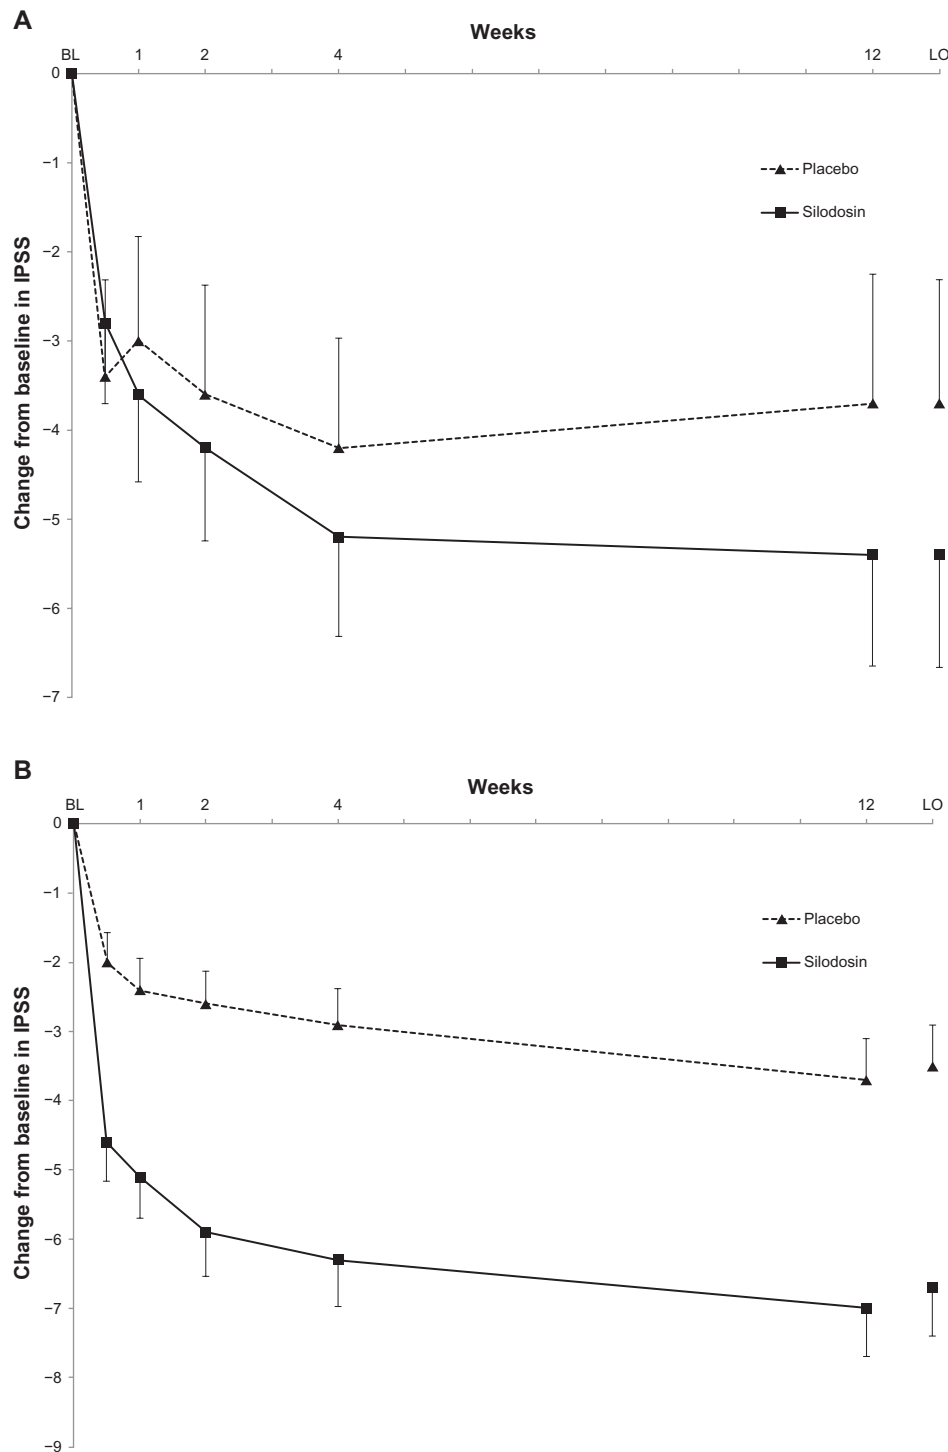 A
Weeks
BL 1 2 4 12 LO
0
−1
−2
−3
−4
−5
−6
−7
Change from baseline in IPSS
Placebo
Silodosin
B
Weeks
BL 1 2 4 12 LO
0
−1
−2
−3
−4
−5
−6
−7
−8
−9
Change from baseline in IPSS
Placebo
Silodosin